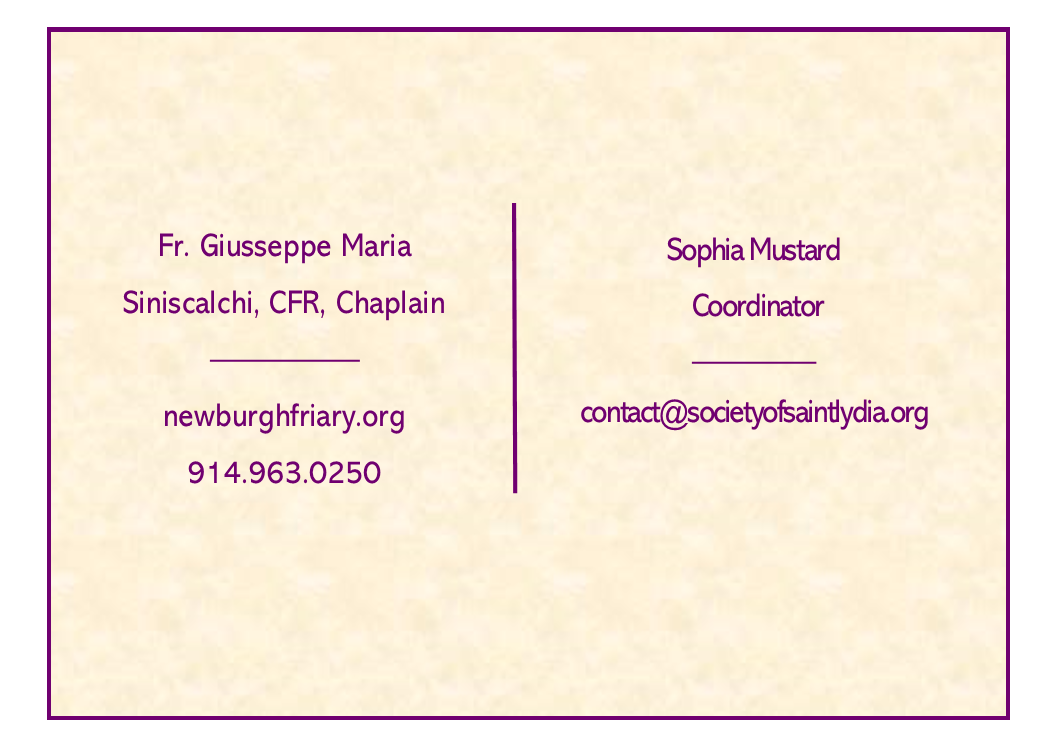 Fr. Giusseppe Maria
Siniscalchi, CFR, Chaplain
newburghfriary.org
914.963.0250
Sophia Mustard
Coordinator
contact@societyofsaintlydia.org